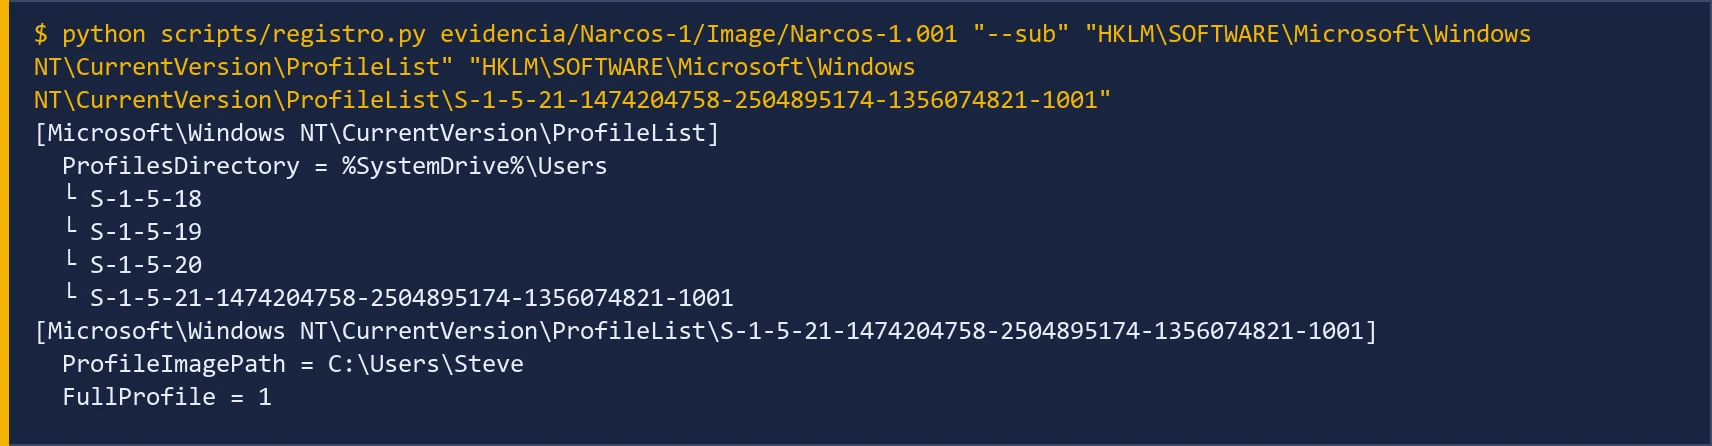 $ python scripts/registro.py evidencia/Narcos-1/Image/Narcos-1.001 "--sub" "HKLM\SOFTWARE\Microsoft\Windows
NT\CurrentVersion\ProfileList" "HKLM\SOFTWARE\Microsoft\Windows
NT\CurrentVersion\ProfileList\S-1-5-21-1474204758-2504895174-1356074821-1001"
[Microsoft\Windows NT\CurrentVersion\ProfileList]
  ProfilesDirectory = %SystemDrive%\Users
  └ S-1-5-18
  └ S-1-5-19
  └ S-1-5-20
  └ S-1-5-21-1474204758-2504895174-1356074821-1001
[Microsoft\Windows NT\CurrentVersion\ProfileList\S-1-5-21-1474204758-2504895174-1356074821-1001]
  ProfileImagePath = C:\Users\Steve
  FullProfile = 1